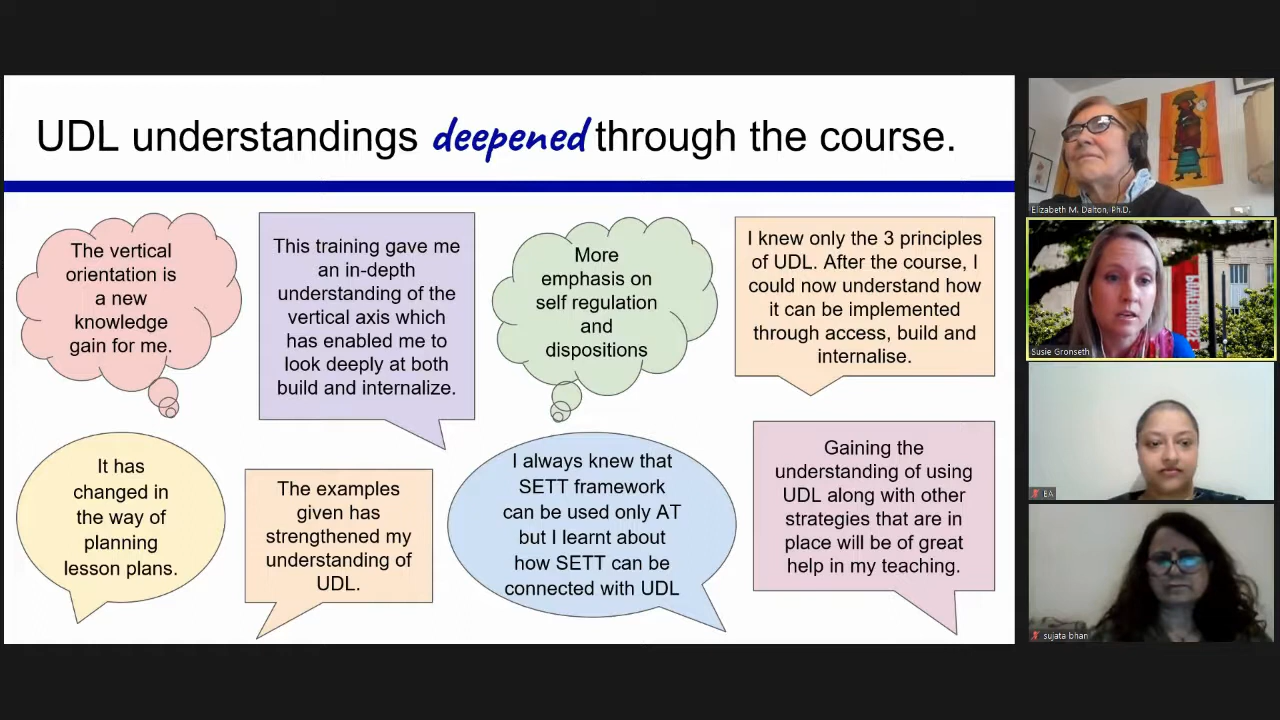 UDL understandings deepened through the course.
The vertical
orientation is
a new
knowledge
gain for me.
This training gave me
an in-depth
understanding of the
vertical axis which
has enabled me to
look deeply at both
build and internalize.
More
emphasis on
self regulation
and
dispositions
I knew only the 3 principles
of UDL. After the course, I
could now understand how
it can be implemented
through access, build and
internalise.
It has
changed in
the way of
planning
lesson plans.
The examples
given has
strengthened my
understanding of
UDL.
I always knew that
SETT framework
can be used only AT
but I learnt about
how SETT can be
connected with UDL
Gaining the
understanding of using
UDL along with other
strategies that are in
place will be of great
help in my teaching.
Elizabeth M. Dalton, Ph.D.
Susie Gronseth
EA
sujata bhan